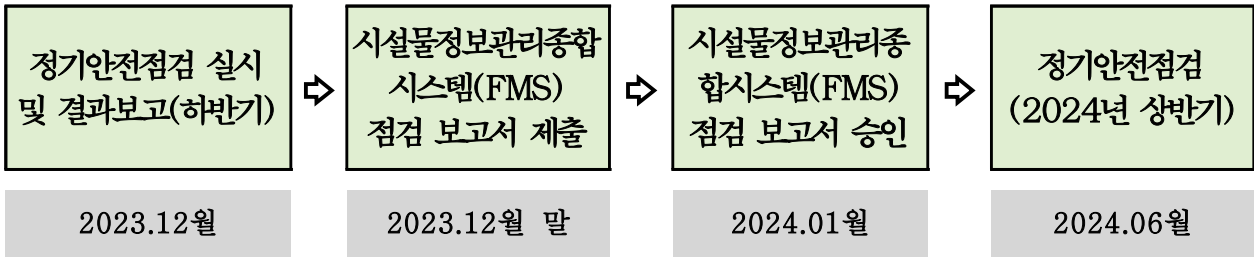 정기안전점검 실시
및 결과보고(하반기)
시설물정보관리종합
시스템(FMS)
점검 보고서 제출
시설물정보관리종
합시스템(FMS)
점검 보고서 승인
정기안전점검
(2024년 상반기)
2023.12월
2023.12월 말
2024.01월
2024.06월